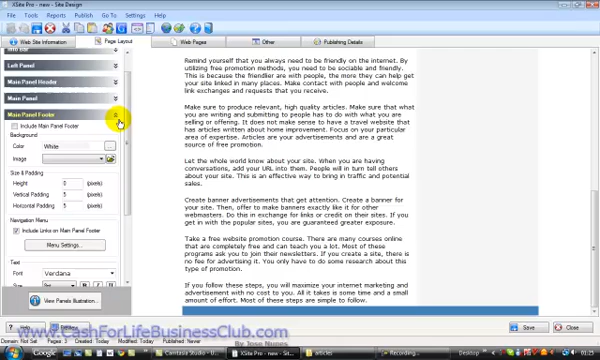 XSite Pro - new - Site Design
File Tools Reports Publish Go To Settings Help
Web Site Information Page Layout Web Pages Other Publishing Details
Info Bar
Left Panel
Main Panel Header
Main Panel
Main Panel Footer
Include Main Panel Footer
Background
Color White
Image
Size & Padding
Height 0 (pixels)
Vertical Padding 5 (pixels)
Horizontal Padding 5 (pixels)
Navigation Menu
Include Links on Main Panel Footer
Menu Settings...
Text
Font Verdana
B I U
View Panels Illustration...
Remind yourself that you always need to be friendly on the internet. By
utilizing free promotion methods, you need to be sociable and friendly.
This is because the friendlier are with people, the more they can help get
your site linked in many places. Make contact with people and welcome
link exchanges and requests that you receive.
Make sure to produce relevant, high quality articles. Make sure that what
you are writing and submitting to people has to do with what you are
selling or offering. It does not make sense to have a travel website that
has articles written about home improvement. Focus on your particular
area of expertise. Articles are your advertisements and are a great
source of free promotion.
Let the whole world know about your site. When you are having
conversations, add your URL into them. People will in turn tell others
about your site. This is an effective way to bring in traffic and potential
sales.
Create banner advertisements that get attention. Create a banner for
your site. Then, offer to make banners exactly like it for other
webmasters. Do this in exchange for links or credit on their sites. If you
get in with the popular sites, you are guaranteed greater exposure.
Take a free website promotion course. There are many courses online
that are completely free and can teach you a lot. Most of these
programs ask you to join their newsletters. If you create a site, there is
no fee for advertising it. You only have to do some research about this
type of promotion.
If you follow these steps, you will maximize your internet marketing and
advertisement with no cost to you. All it takes is some time and a small
amount of effort. Most of these steps are simple to follow.
Help Save Close
www.CashForLifeBusinessClub.com
Domain: Not Set Pages: 3 Modified: Today
By Jose Nunes
Google Camtasia Studio - U... XSite Pro - new - Si... articles Recording... Desktop 01:25